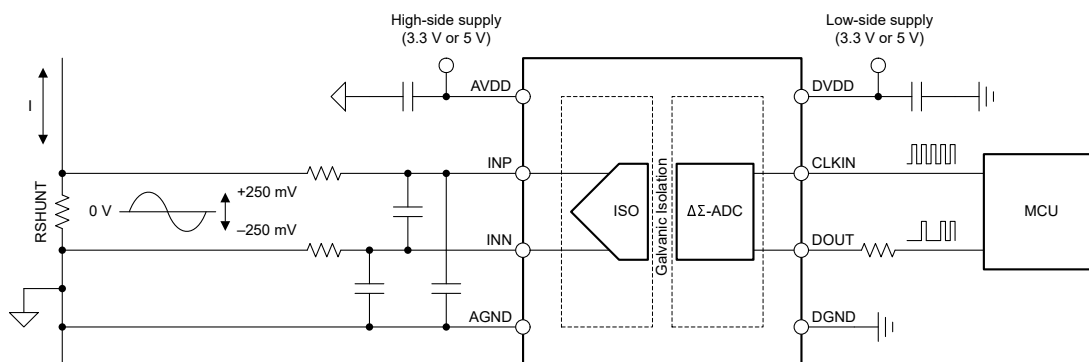 High-side supply
(3.3 V or 5 V)
Low-side supply
(3.3 V or 5 V)
AVDD
DVDD
I
INP
CLKIN
RSHUNT
0 V
+250 mV
–250 mV
ISO
Galvanic Isolation
ΔΣ-ADC
MCU
INN
DOUT
AGND
DGND